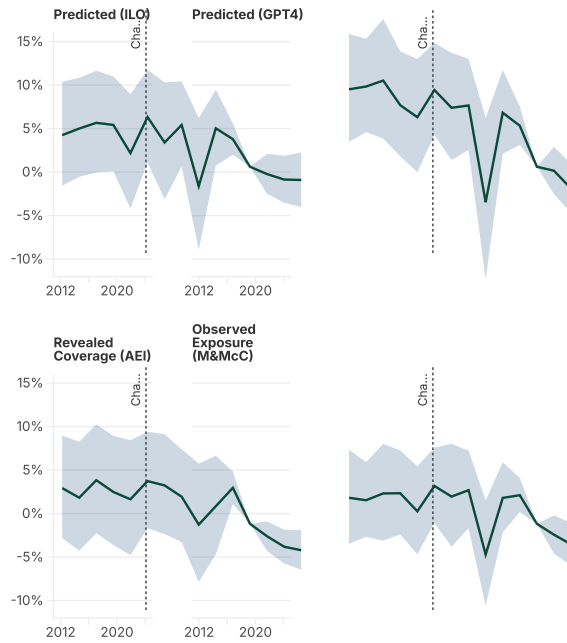 Predicted (ILO)
Predicted (GPT4)
Cha...
Cha...
15%
10%
5%
0%
-5%
-10%
2012
2020
2012
2020
Revealed
Coverage (AEI)
Observed
Exposure
(M&McC)
Cha...
Cha...
15%
10%
5%
0%
-5%
-10%
2012
2020
2012
2020